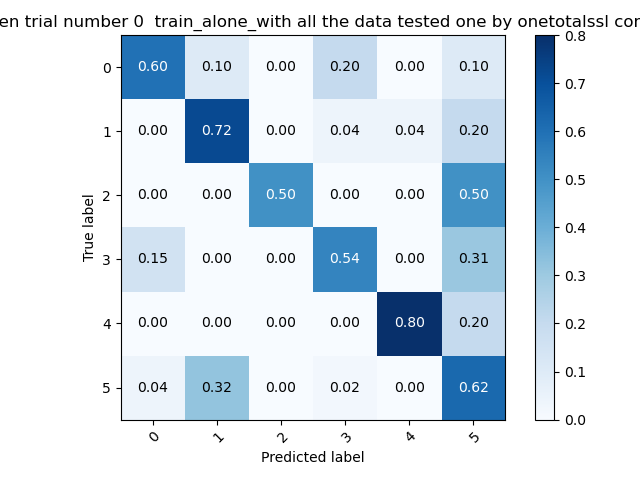 en trial number 0 train_alone_with all the data tested one by onetotalssl con
0.8
0 0.60 0.10 0.00 0.20 0.00 0.10
0.7
1 0.00 0.72 0.00 0.04 0.04 0.20
0.6
2 0.00 0.00 0.50 0.00 0.00 0.50
0.5
0.4
True label
3 0.15 0.00 0.00 0.54 0.00 0.31
0.3
4 0.00 0.00 0.00 0.00 0.80 0.20
0.2
5 0.04 0.32 0.00 0.02 0.00 0.62
0.1
0.0
0 1 2 3 4 5
Predicted label